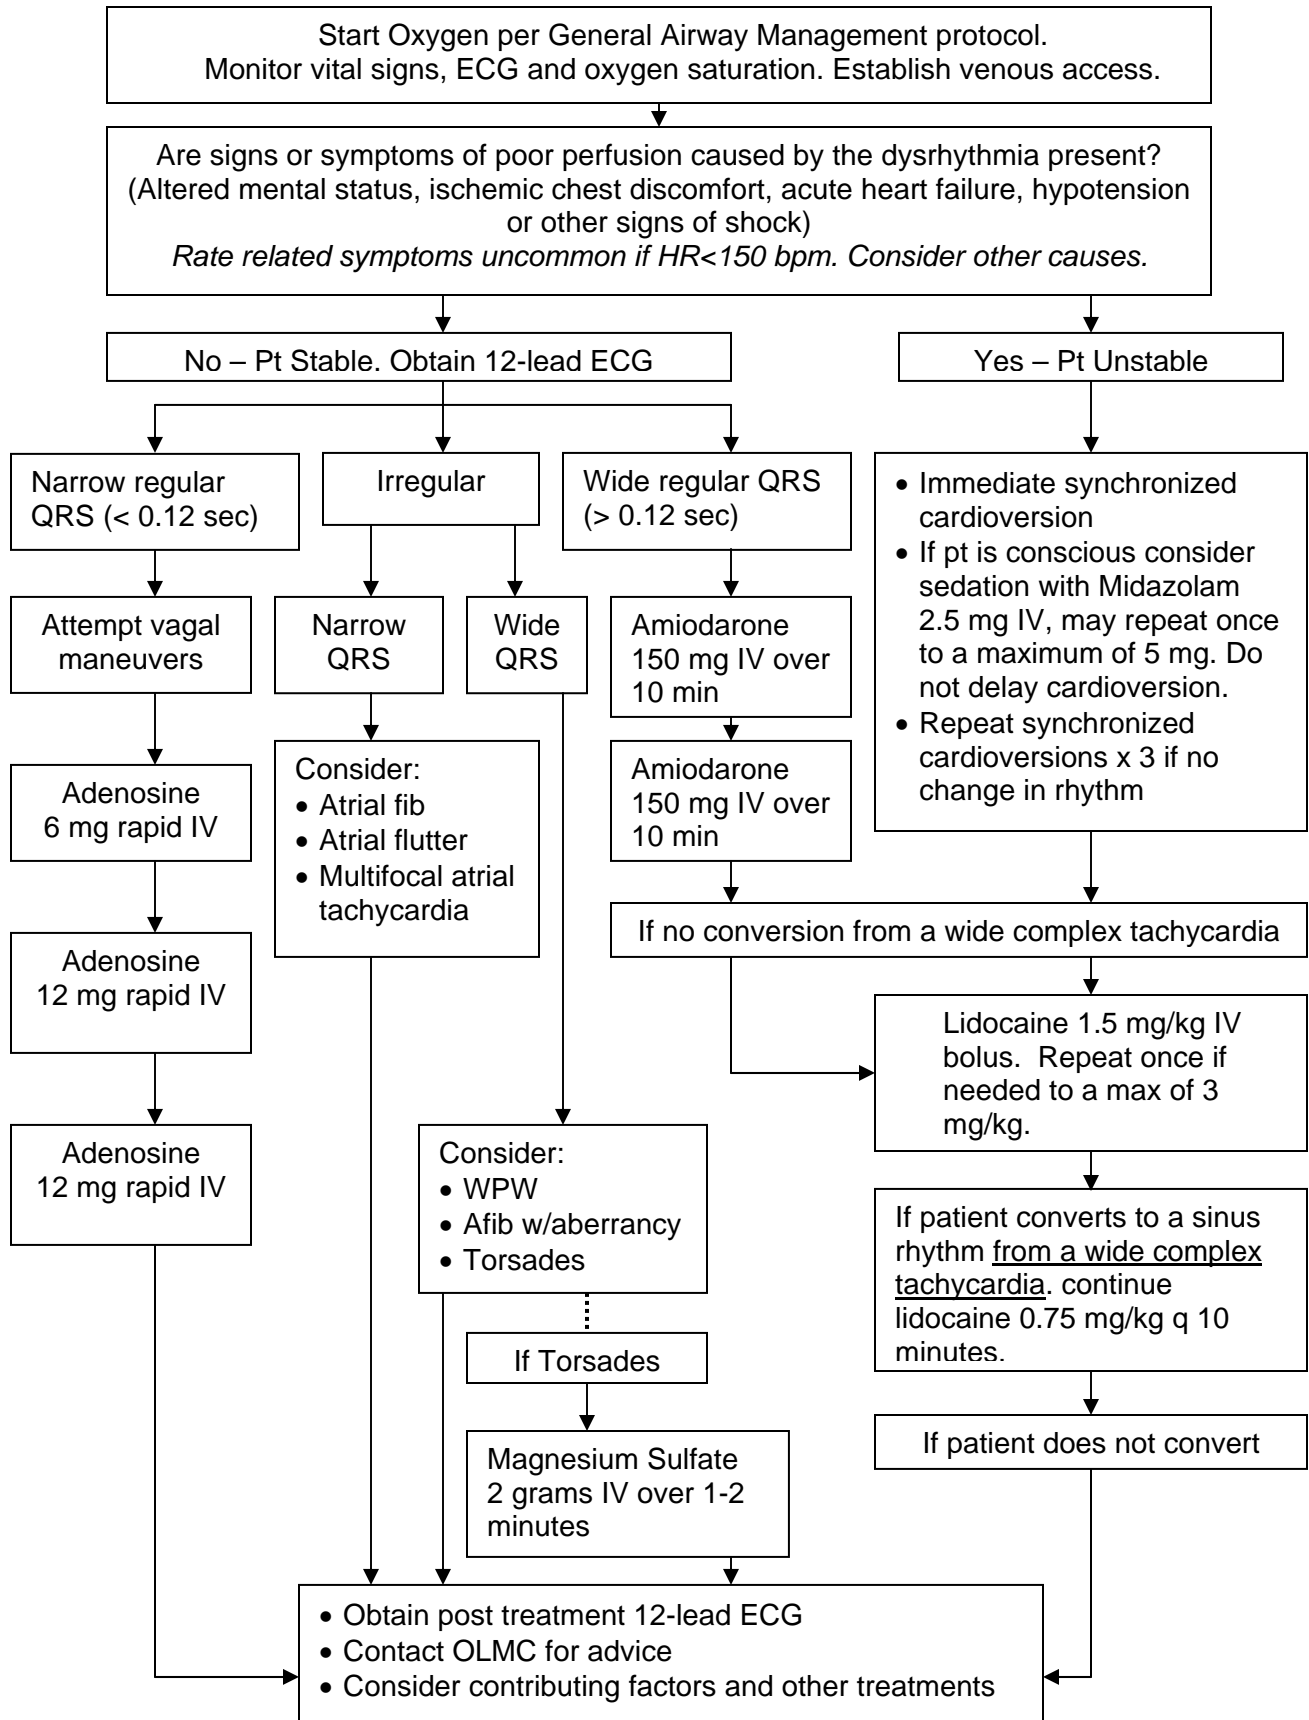 Start Oxygen per General Airway Management protocol.
Monitor vital signs, ECG and oxygen saturation. Establish venous access.
Are signs or symptoms of poor perfusion caused by the dysrhythmia present?
(Altered mental status, ischemic chest discomfort, acute heart failure, hypotension
or other signs of shock)
Rate related symptoms uncommon if HR<150 bpm. Consider other causes.
No – Pt Stable. Obtain 12-lead ECG
Yes – Pt Unstable
Narrow regular
QRS (< 0.12 sec)
Irregular
Wide regular QRS
(> 0.12 sec)
• Immediate synchronized
cardioversion
• If pt is conscious consider
sedation with Midazolam
2.5 mg IV, may repeat once
to a maximum of 5 mg. Do
not delay cardioversion.
• Repeat synchronized
cardioversions x 3 if no
change in rhythm
Attempt vagal
maneuvers
Narrow
QRS
Wide
QRS
Amiodarone
150 mg IV over
10 min
Adenosine
6 mg rapid IV
Consider:
• Atrial fib
• Atrial flutter
• Multifocal atrial
tachycardia
Amiodarone
150 mg IV over
10 min
If no conversion from a wide complex tachycardia
Adenosine
12 mg rapid IV
Lidocaine 1.5 mg/kg IV
bolus.  Repeat once if
needed to a max of 3
mg/kg.
Adenosine
12 mg rapid IV
Consider:
• WPW
• Afib w/aberrancy
• Torsades
If patient converts to a sinus
rhythm from a wide complex
tachycardia. continue
lidocaine 0.75 mg/kg q 10
minutes.
If Torsades
If patient does not convert
Magnesium Sulfate
2 grams IV over 1-2
minutes
• Obtain post treatment 12-lead ECG
• Contact OLMC for advice
• Consider contributing factors and other treatments